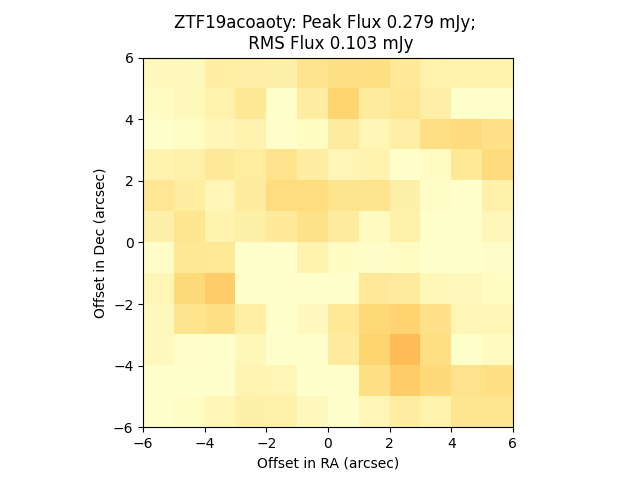 ZTF19acoaoty: Peak Flux 0.279 mJy;
RMS Flux 0.103 mJy
6
4
2
0
−2
−4
−6
Offset in Dec (arcsec)
−6 −4 −2 0 2 4 6
Offset in RA (arcsec)